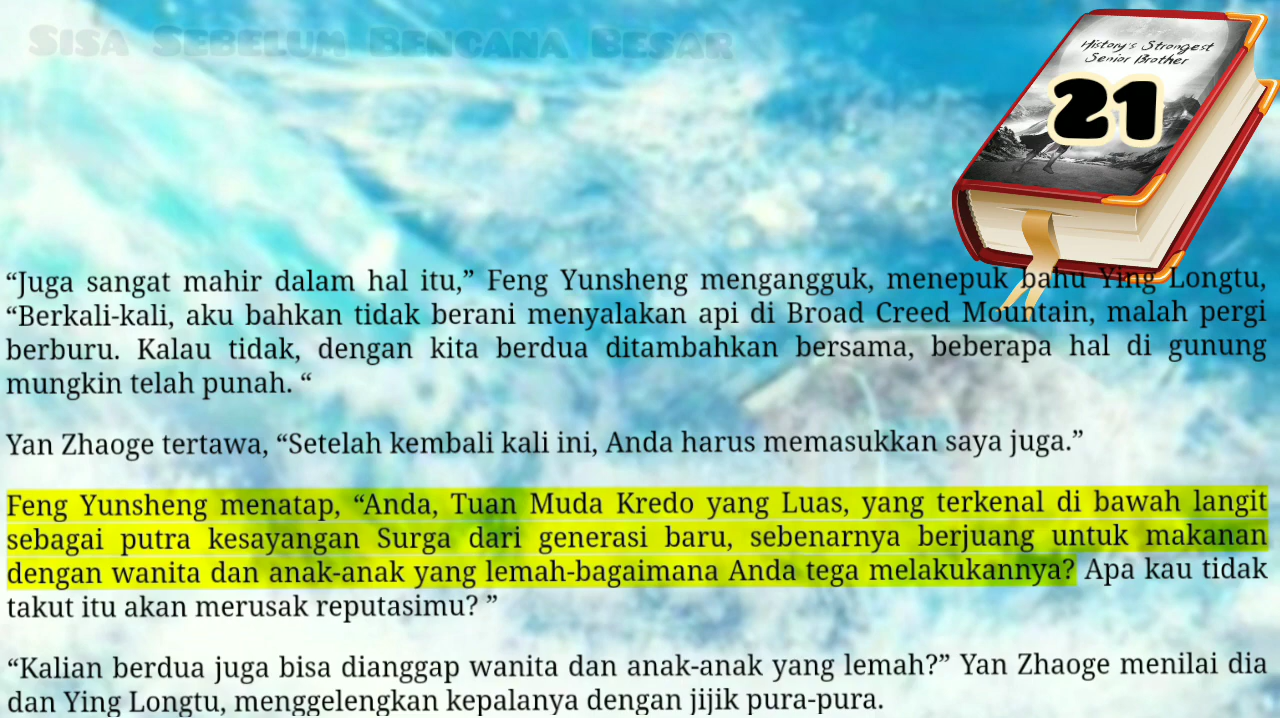 Sisa Sebelum Bencana Besar
History's Strongest
Senior Brother
21
“Juga sangat mahir dalam hal itu,” Feng Yunsheng mengangguk, menepuk bahu Ying Longtu,
“Berkali-kali, aku bahkan tidak berani menyalakan api di Broad Creed Mountain, malah pergi
berburu. Kalau tidak, dengan kita berdua ditambahkan bersama, beberapa hal di gunung
mungkin telah punah. “
Yan Zhaoge tertawa, “Setelah kembali kali ini, Anda harus memasukkan saya juga.”
Feng Yunsheng menatap, “Anda, Tuan Muda Kredo yang Luas, yang terkenal di bawah langit
sebagai putra kesayangan Surga dari generasi baru, sebenarnya berjuang untuk makanan
dengan wanita dan anak-anak yang lemah-bagaimana Anda tega melakukannya? Apa kau tidak
takut itu akan merusak reputasimu? ”
“Kalian berdua juga bisa dianggap wanita dan anak-anak yang lemah?” Yan Zhaoge menilai dia
dan Ying Longtu, menggelengkan kepalanya dengan jijik pura-pura.